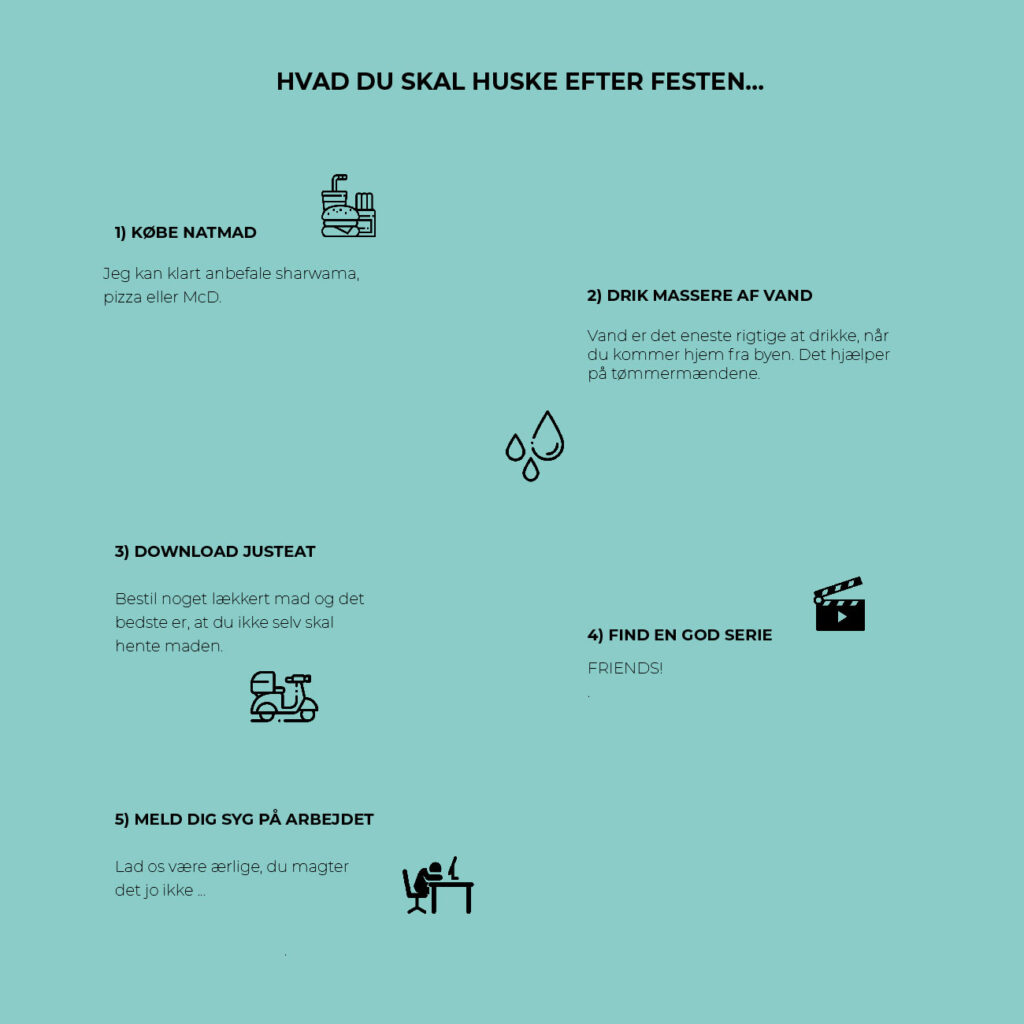 HVAD DU SKAL HUSKE EFTER FESTEN...
1) KØBE NATMAD
Jeg kan klart anbefale sharwama,
pizza eller McD.
2) DRIK MASSERE AF VAND
Vand er det eneste rigtige at drikke, når
du kommer hjem fra byen. Det hjælper
på tømmermændene.
3) DOWNLOAD JUSTEAT
Bestil noget lækkert mad og det
bedste er, at du ikke selv skal
hente maden.
4) FIND EN GOD SERIE
FRIENDS!
.
5) MELD DIG SYG PÅ ARBEJDET
Lad os være ærlige, du magter
det jo ikke ...
.